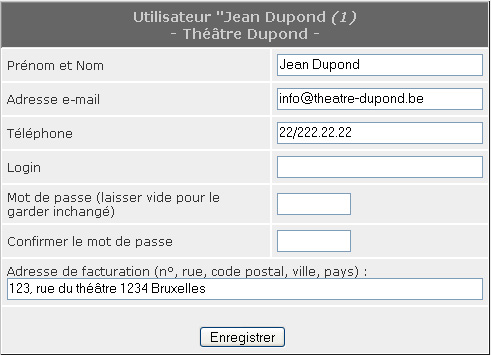 Utilisateur "Jean Dupond (1)
- Théâtre Dupond -
Prénom et Nom
Jean Dupond
Adresse e-mail
info@theatre-dupond.be
Téléphone
22/222.22.22
Login
Mot de passe (laisser vide pour le
garder inchangé)
Confirmer le mot de passe
Adresse de facturation (n°, rue, code postal, ville, pays) :
123, rue du théâtre 1234 Bruxelles
Enregistrer